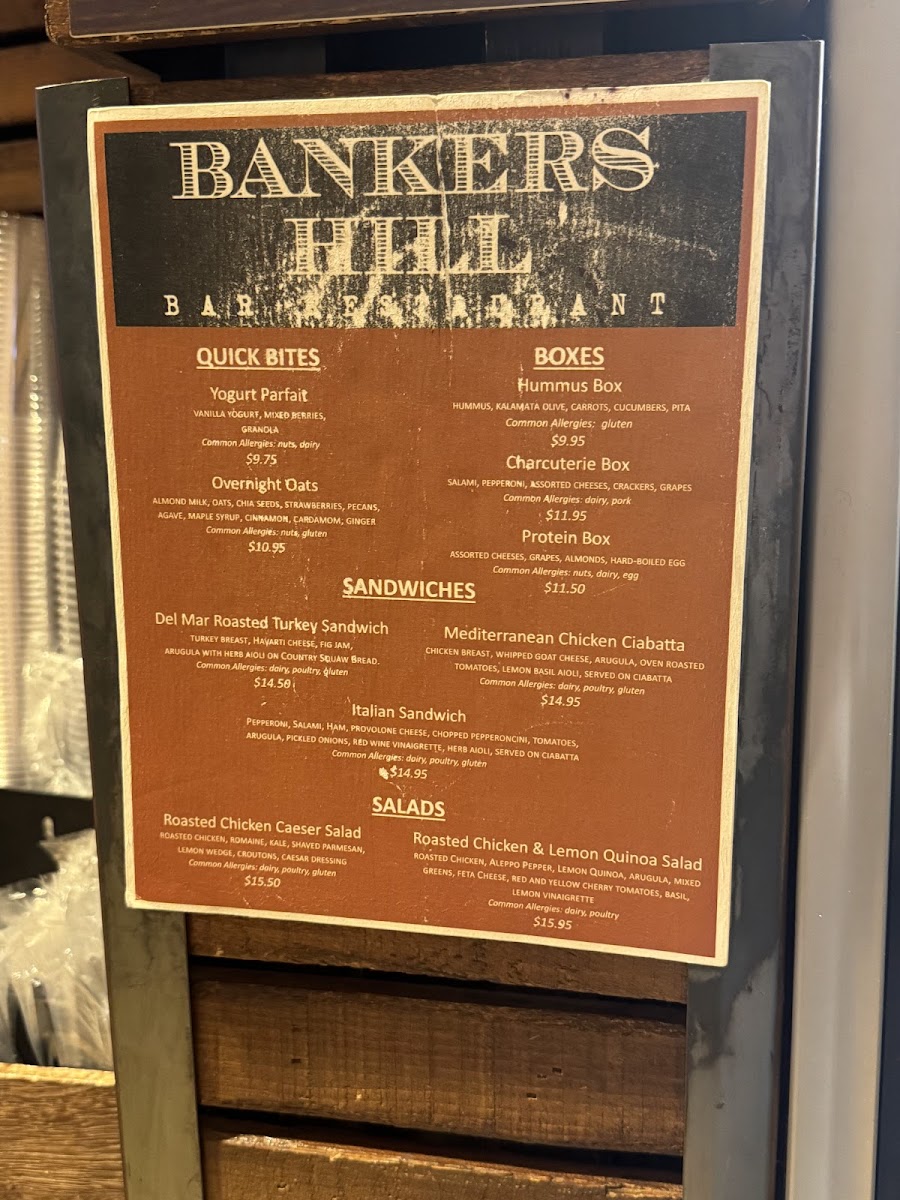 BANKERS
HILL
BAR RESTAURANT
QUICK BITES
Yogurt Parfait
VANILLA YOGURT, MIXED BERRIES,
GRANOLA
Common Allergies: nuts, dairy
$9.75
Overnight Oats
ALMOND MILK, OATS, CHIA SEEDS, STRAWBERRIES, PECANS,
AGAVE, MAPLE SYRUP, CINNAMON, CARDAMOM, GINGER
Common Allergies: nuts, gluten
$10.95
BOXES
Hummus Box
HUMMUS, KALAMATA OLIVE, CARROTS, CUCUMBERS, PITA
Common Allergies: gluten
$9.95
Charcuterie Box
SALAMI, PEPPERONI, ASSORTED CHEESES, CRACKERS, GRAPES
Common Allergies: dairy, pork
$11.95
Protein Box
ASSORTED CHEESES, GRAPES, ALMONDS, HARD-BOILED EGG
Common Allergies: nuts, dairy, egg
$11.50
SANDWICHES
Del Mar Roasted Turkey Sandwich
TURKEY BREAST, HAVARTI CHEESE, FIG JAM,
ARUGULA WITH HERB AIOLI ON COUNTRY SQUAW BREAD.
Common Allergies: dairy, poultry, gluten
$14.50
Mediterranean Chicken Ciabatta
CHICKEN BREAST, WHIPPED GOAT CHEESE, ARUGULA, OVEN ROASTED
TOMATOES, LEMON BASIL AIOLI, SERVED ON CIABATTA
Common Allergies: dairy, poultry, gluten
$14.95
Italian Sandwich
PEPPERONI, SALAMI, HAM, PROVOLONE CHEESE, CHOPPED PEPPERONCINI, TOMATOES,
ARUGULA, PICKLED ONIONS, RED WINE VINAIGRETTE, HERB AIOLI, SERVED ON CIABATTA
Common Allergies: dairy, poultry, gluten
$14.95
SALADS
Roasted Chicken Caeser Salad
ROASTED CHICKEN, ROMAINE, KALE, SHAVED PARMESAN,
LEMON WEDGE, CROUTONS, CAESAR DRESSING
Common Allergies: dairy, poultry, gluten
$15.50
Roasted Chicken & Lemon Quinoa Salad
ROASTED CHICKEN, ALEPPO PEPPER, LEMON QUINOA, ARUGULA, MIXED
GREENS, FETA CHEESE, RED AND YELLOW CHERRY TOMATOES, BASIL,
LEMON VINAIGRETTE
Common Allergies: dairy, poultry
$15.95